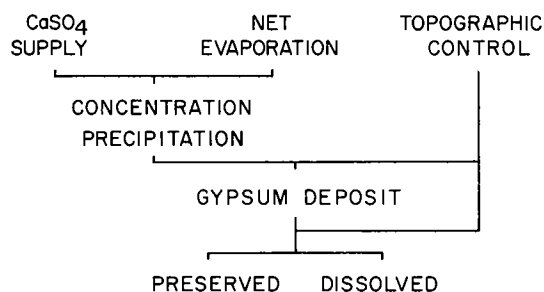 CaSO4 SUPPLY
NET EVAPORATION
TOPOGRAPHIC CONTROL
CONCENTRATION
PRECIPITATION
GYPSUM DEPOSIT
PRESERVED DISSOLVED